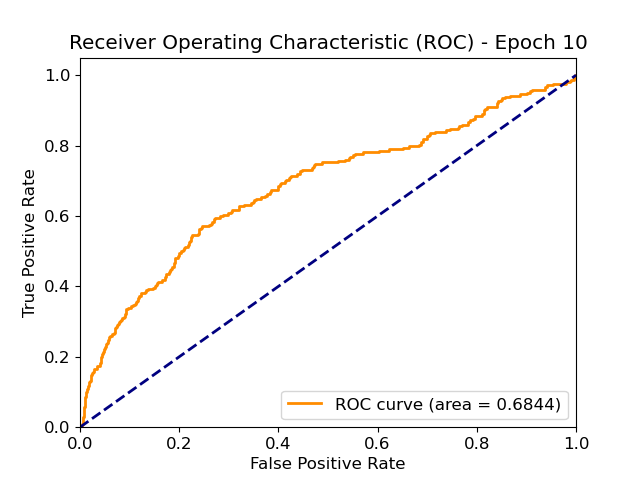 Receiver Operating Characteristic (ROC) - Epoch 10
True Positive Rate
1.0
0.8
0.6
0.4
0.2
0.0
ROC curve (area = 0.6844)
0.0 0.2 0.4 0.6 0.8 1.0
False Positive Rate